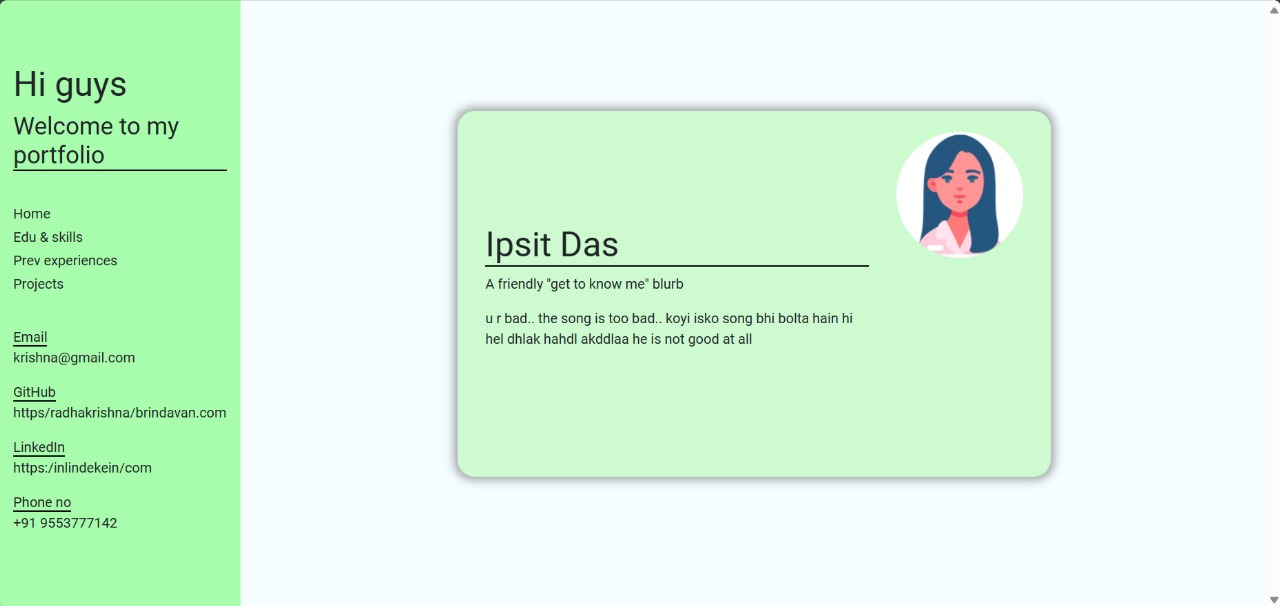 Hi guys
Welcome to my
portfolio
Home
Edu & skills
Prev experiences
Projects
Email
krishna@gmail.com
GitHub
https/radhakrishna/brindavan.com
LinkedIn
https:/inlindekein/com
Phone no
+91 9553777142
Ipsit Das
A friendly "get to know me" blurb
u r bad.. the song is too bad.. koyi isko song bhi bolta hain hi
hel dhlak hahdl akddlaa he is not good at all